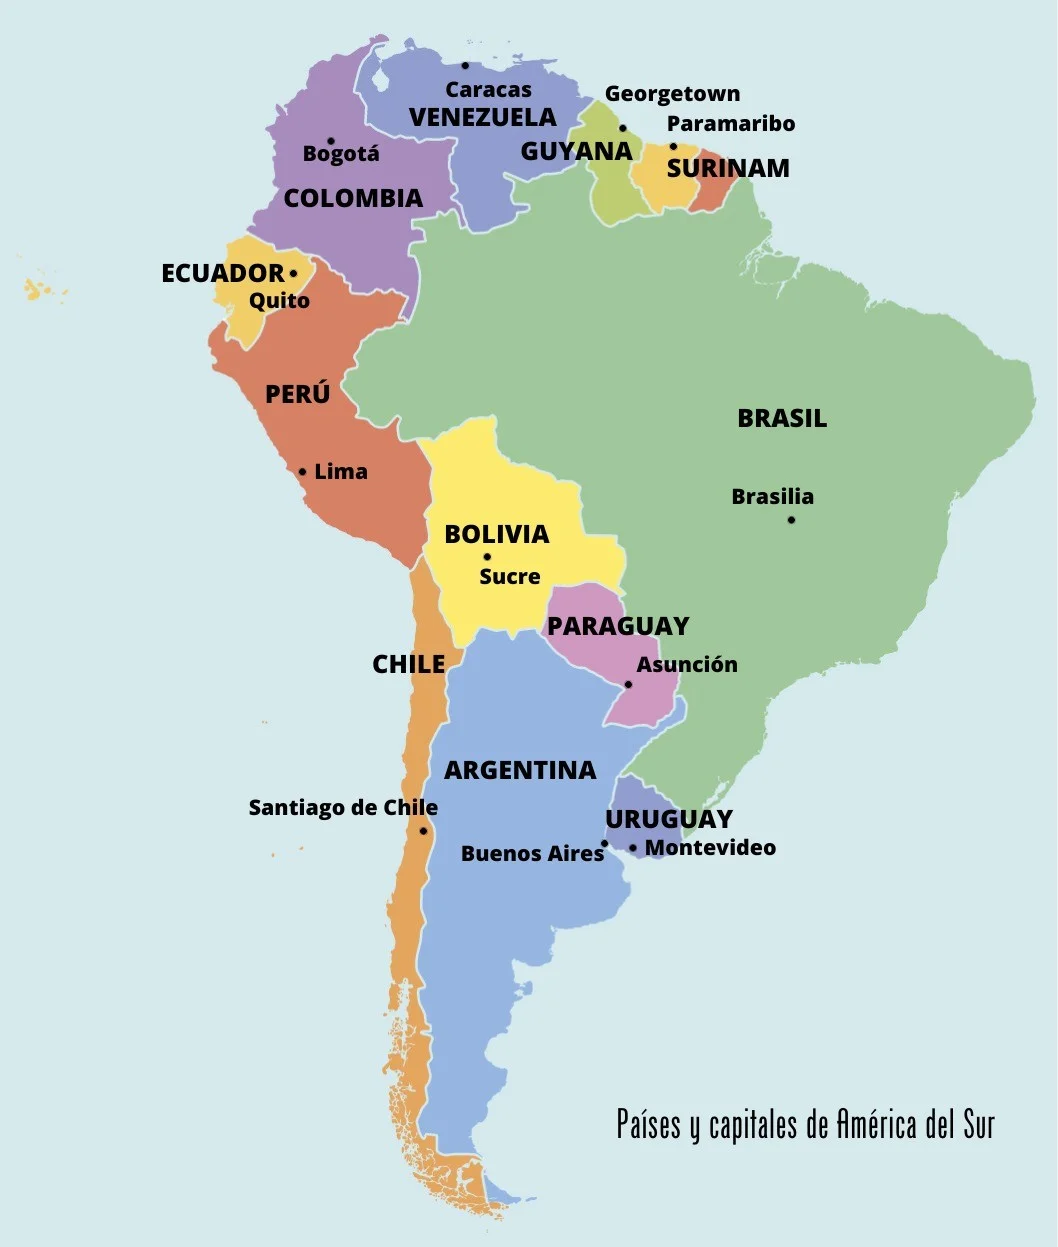 Caracas
VENEZUELA
Georgetown
Paramaribo
GUYANA
SURINAM
Bogotá
COLOMBIA
ECUADOR
Quito
PERÚ
BRASIL
Lima
Brasilia
BOLIVIA
Sucre
PARAGUAY
CHILE
Asunción
ARGENTINA
Santiago de Chile
URUGUAY
Buenos Aires
Montevideo
Países y capitales de América del Sur